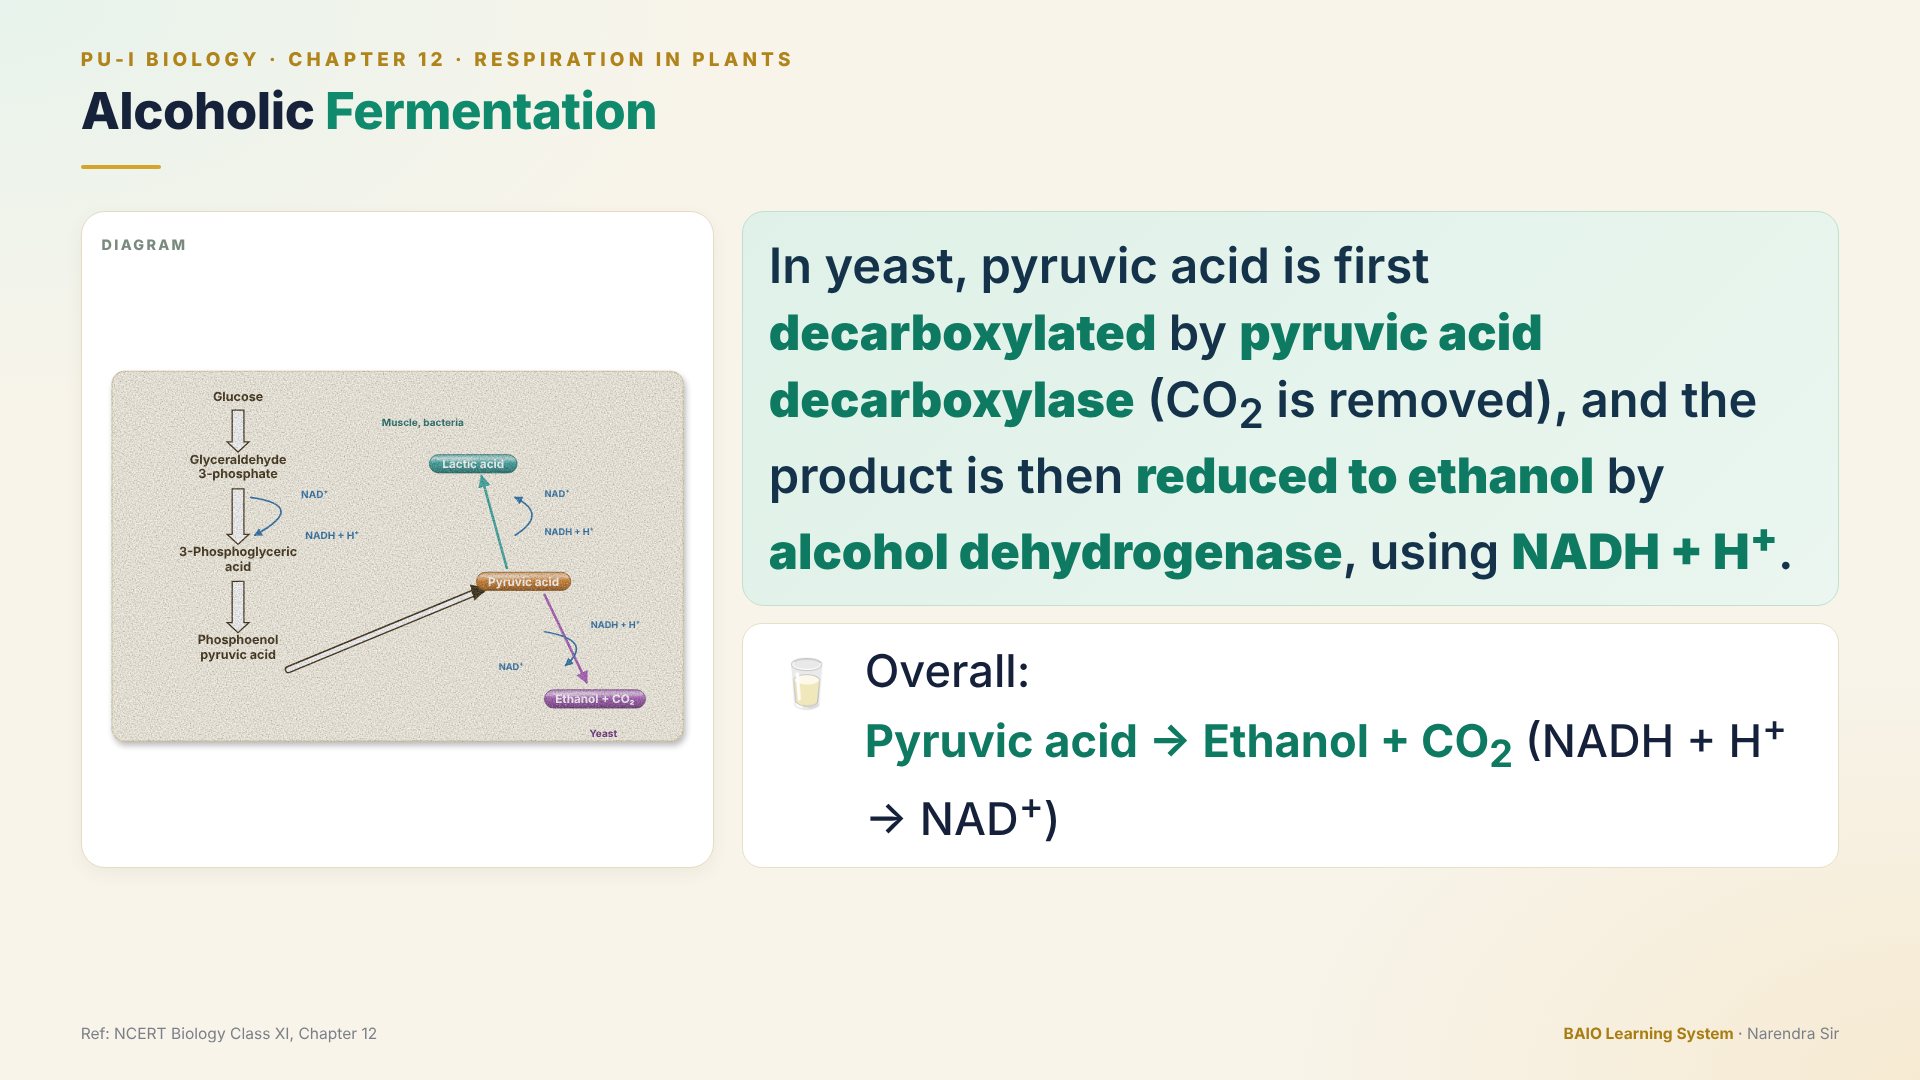 PU-I BIOLOGY · CHAPTER 12 · RESPIRATION IN PLANTS
Alcoholic Fermentation
DIAGRAM
Glucose
Glyceraldehyde
3-phosphate
NAD⁺
NADH + H⁺
3-Phosphoglyceric
acid
Phosphoenol
pyruvic acid
Muscle, bacteria
Lactic acid
NAD⁺
NADH + H⁺
Pyruvic acid
NADH + H⁺
NAD⁺
Ethanol + CO₂
Yeast
In yeast, pyruvic acid is first
decarboxylated by pyruvic acid
decarboxylase (CO₂ is removed), and the
product is then reduced to ethanol by
alcohol dehydrogenase, using NADH + H⁺.
Overall:
Pyruvic acid → Ethanol + CO₂ (NADH + H⁺
→ NAD⁺)
Ref: NCERT Biology Class XI, Chapter 12
BAIO Learning System · Narendra Sir